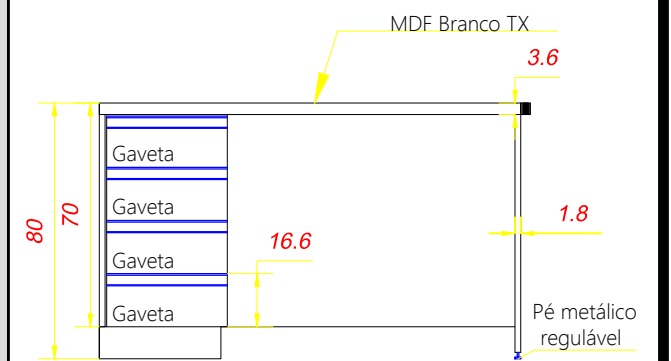 MDF Branco TX
3.6
Gaveta
Gaveta
80
70
1.8
16.6
Gaveta
Gaveta
Pé metálico
regulável